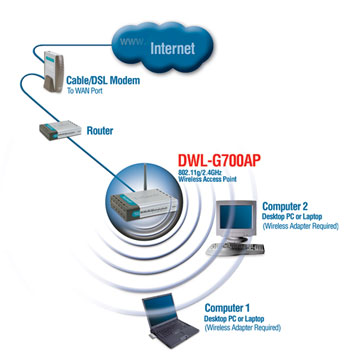 www.
Internet
Cable/DSL Modem
To WAN Port
Router
DWL-G700AP
802.11g/2.4GHz
Wireless Access Point
Computer 2
Desktop PC or Laptop
(Wireless Adapter Required)
Computer 1
Desktop PC or Laptop
(Wireless Adapter Required)